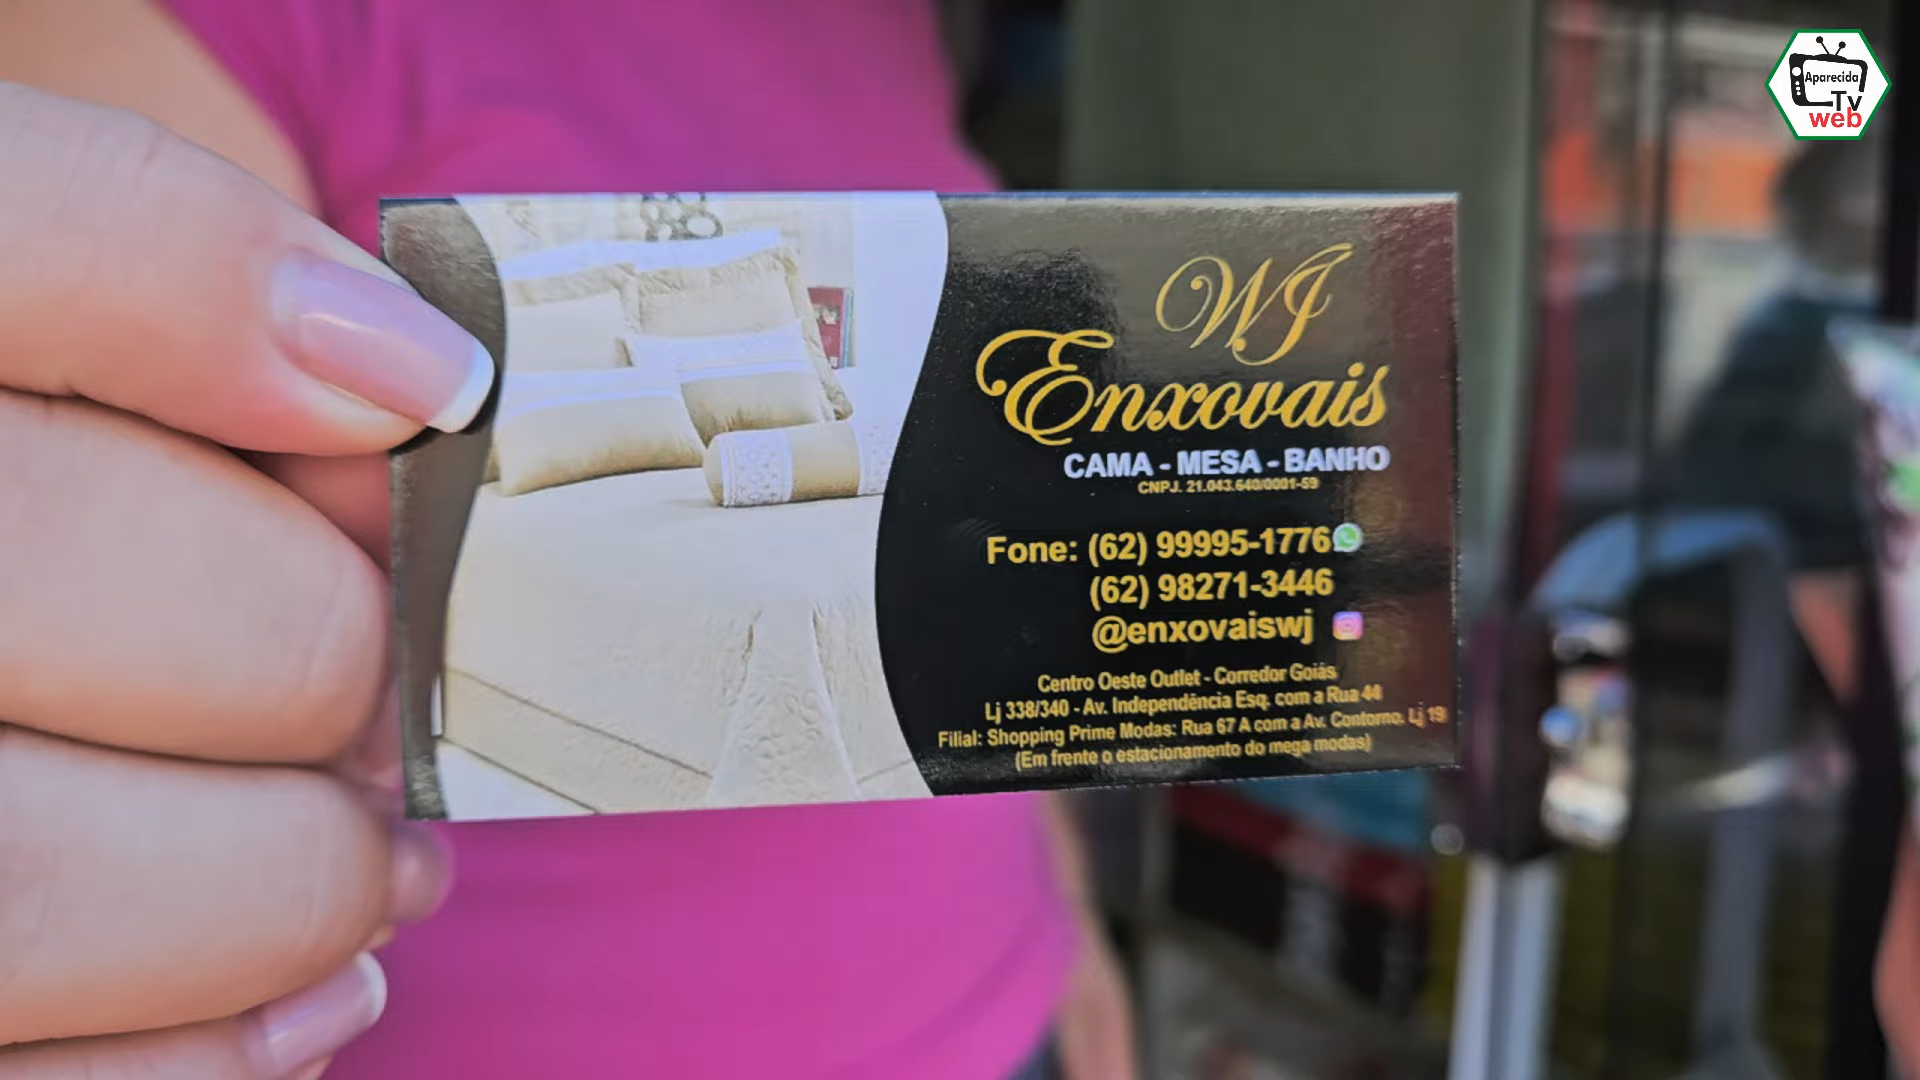 Aparecida
Tv
web
WJ
Enxovais
CAMA - MESA - BANHO
CNPJ. 21.043.640/0001-59
Fone: (62) 99995-1776
(62) 98271-3446
@enxovaiswj
Centro Oeste Outlet - Corredor Goiás
Lj 338/340 - Av. Independência Esq. com a Rua 44
Filial: Shopping Prime Modas: Rua 67 A com a Av. Contorno. Lj 19
(Em frente o estacionamento do mega modas)